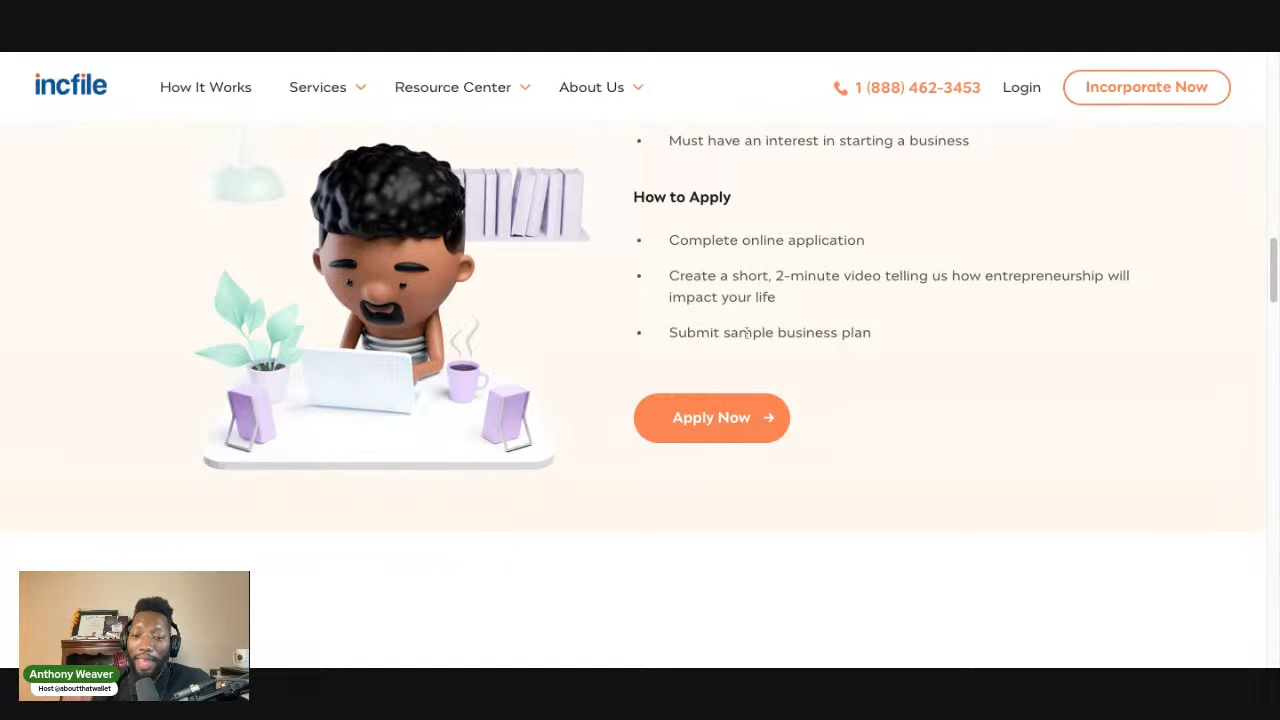 incfile
How It Works
Services
Resource Center
About Us
1 (888) 462-3453
Login
Incorporate Now
• Must have an interest in starting a business
How to Apply
• Complete online application
• Create a short, 2-minute video telling us how entrepreneurship will
impact your life
• Submit sample business plan
Apply Now →
Anthony Weaver
Host @aboutthatwallet